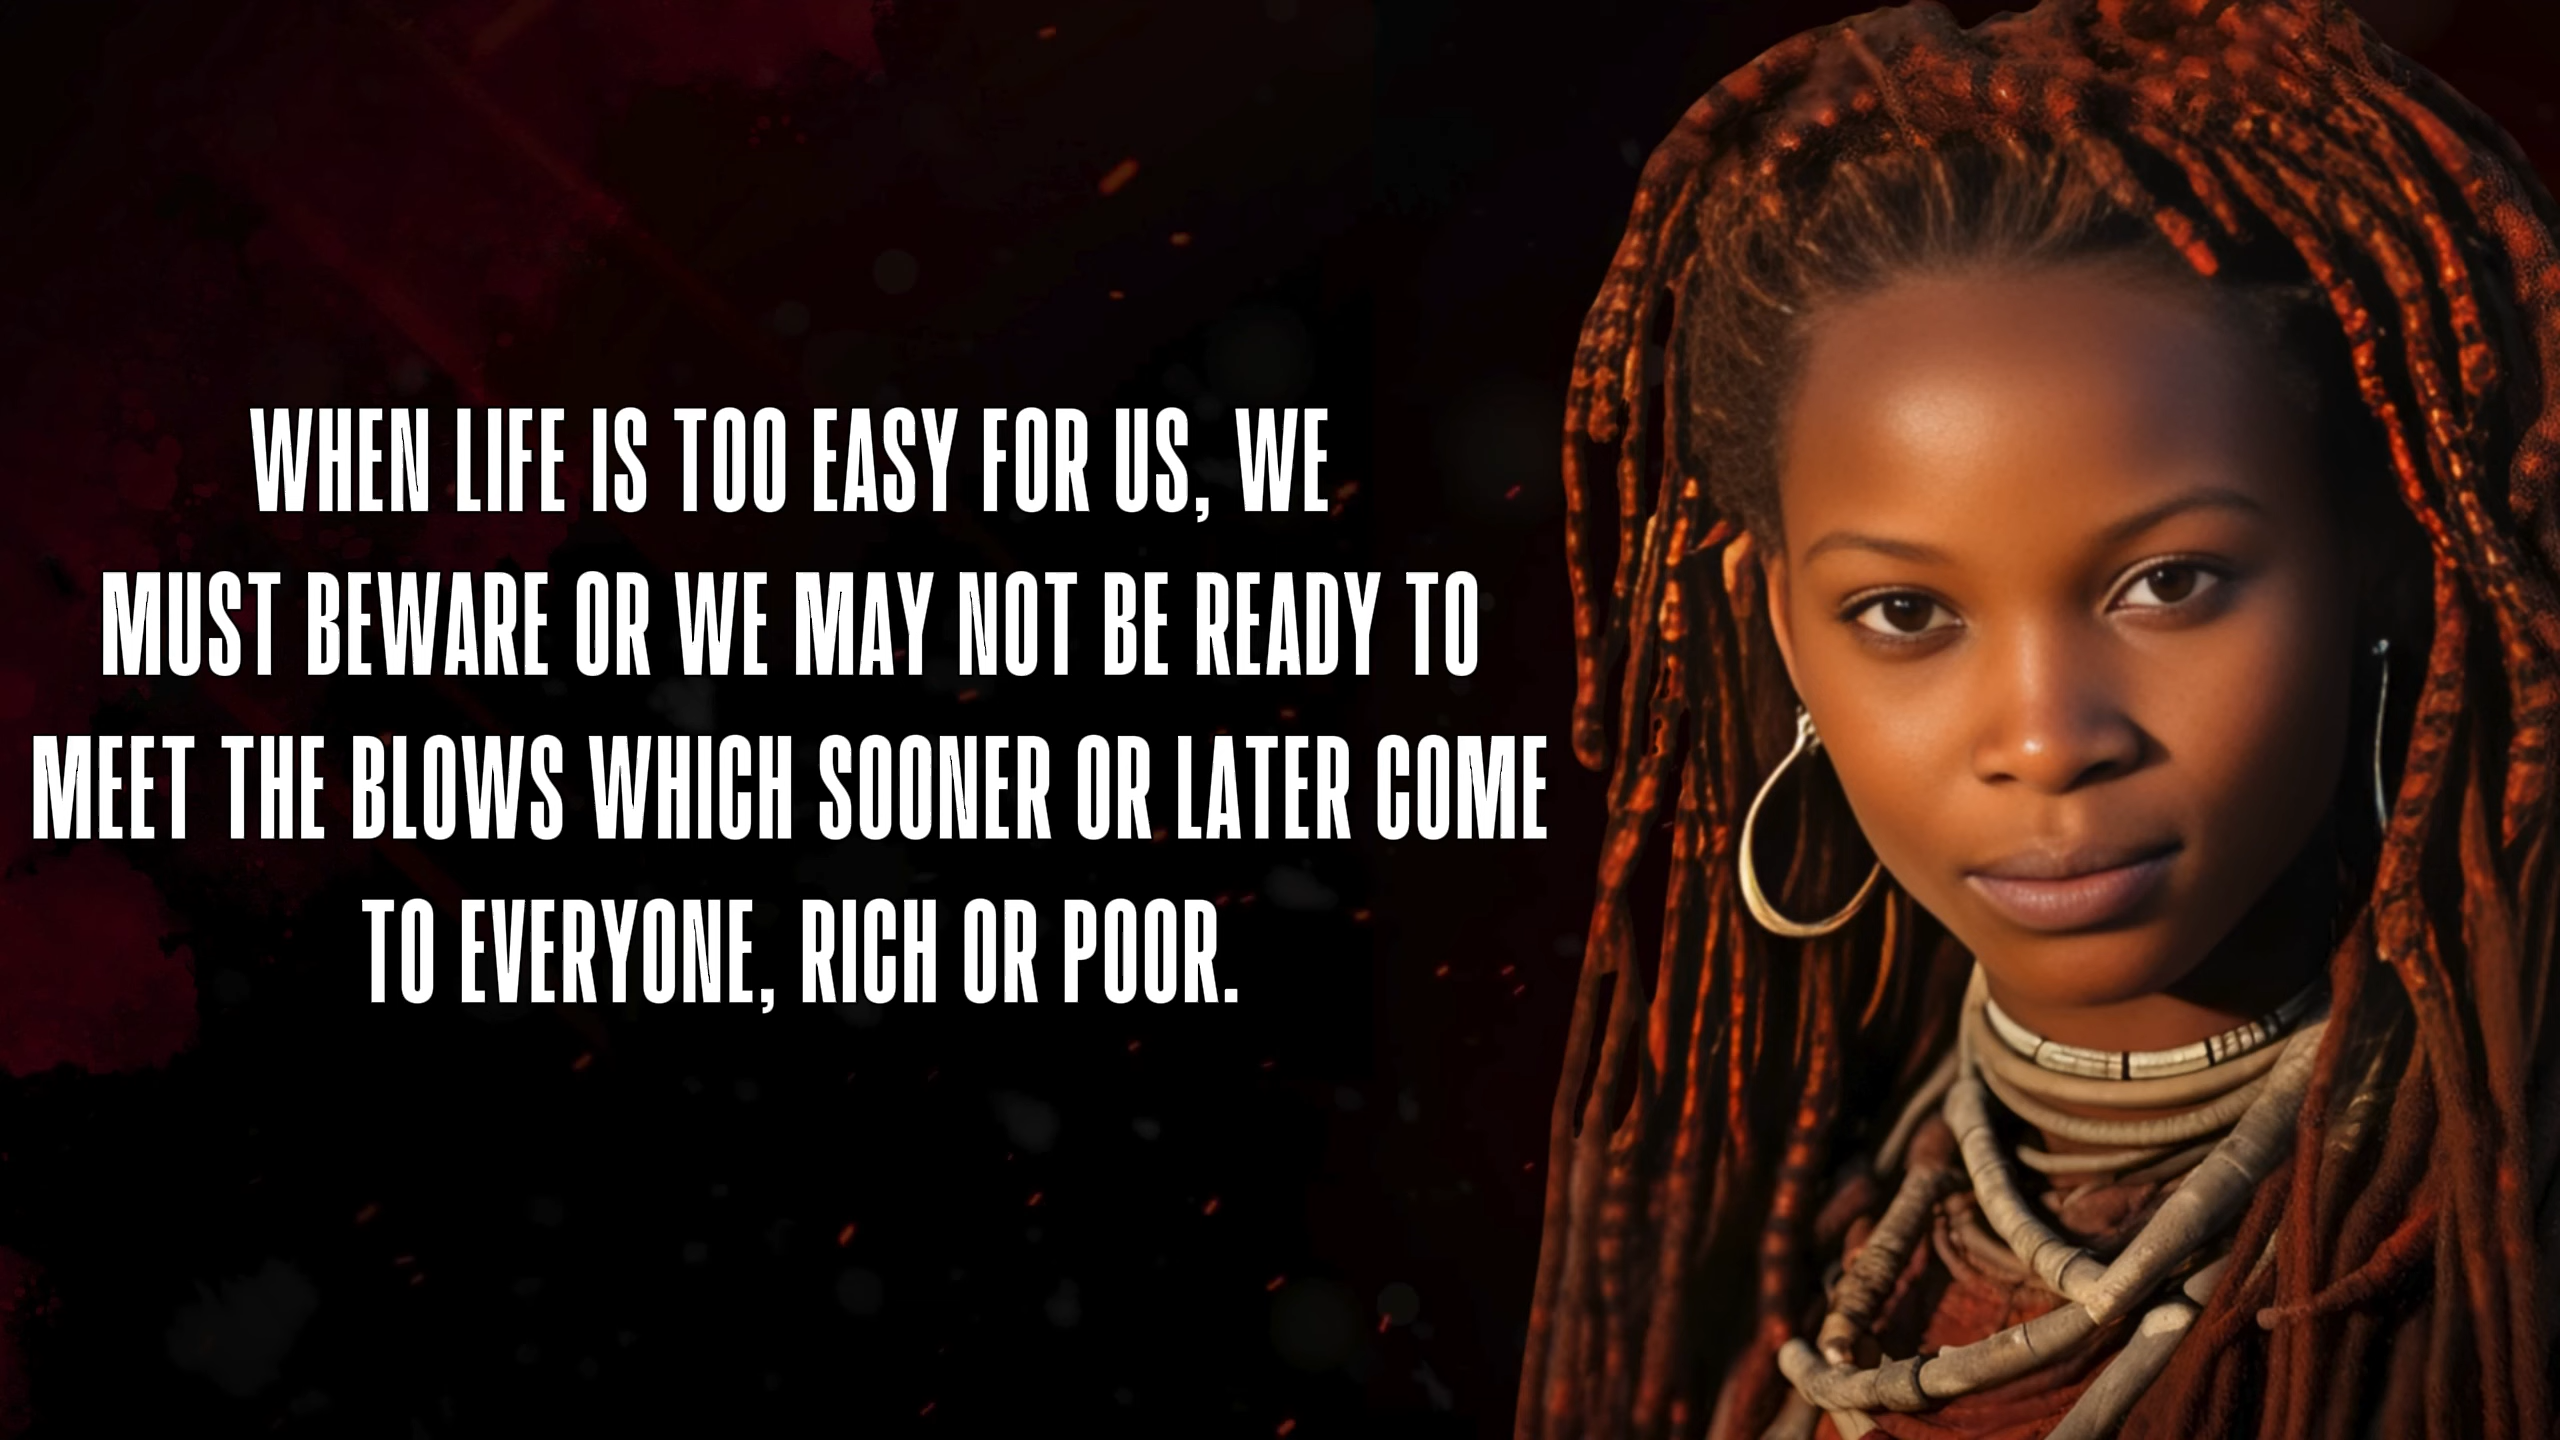 WHEN LIFE IS TOO EASY FOR US, WE
MUST BEWARE OR WE MAY NOT BE READY TO
MEET THE BLOWS WHICH SOONER OR LATER COME
TO EVERYONE, RICH OR POOR.